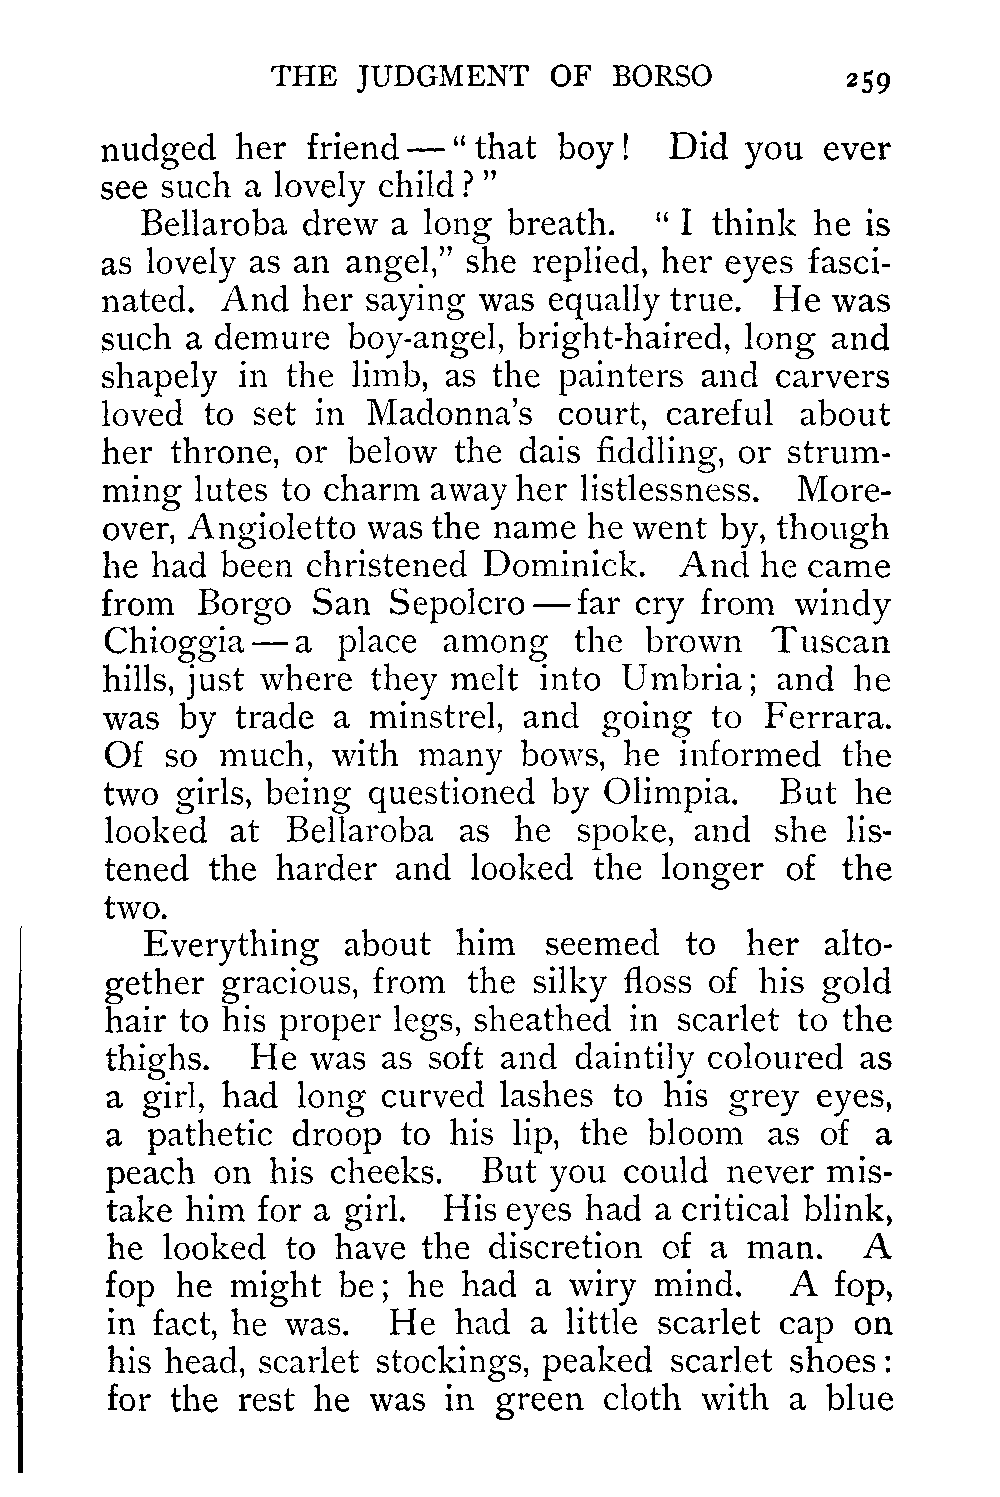 THE JUDGMENT OF BORSO 259
nudged her friend—“that boy! Did you ever
see such a lovely child?”
Bellaroba drew a long breath. “I think he is
as lovely as an angel,” she replied, her eyes fasci-
nated. And her saying was equally true. He was
such a demure boy-angel, bright-haired, long and
shapely in the limb, as the painters and carvers
loved to set in Madonna’s court, careful about
her throne, or below the dais fiddling, or strum-
ming lutes to charm away her listlessness. More-
over, Angioletto was the name he went by, though
he had been christened Dominick. And he came
from Borgo San Sepolcro—far cry from windy
Chioggia—a place among the brown Tuscan
hills, just where they melt into Umbria; and he
was by trade a minstrel, and going to Ferrara.
Of so much, with many bows, he informed the
two girls, being questioned by Olimpia. But he
looked at Bellaroba as he spoke, and she lis-
tened the harder and looked the longer of the
two.
Everything about him seemed to her alto-
gether gracious, from the silky floss of his gold
hair to his proper legs, sheathed in scarlet to the
thighs. He was as soft and daintily coloured as
a girl, had long curved lashes to his grey eyes,
a pathetic droop to his lip, the bloom as of a
peach on his cheeks. But you could never mis-
take him for a girl. His eyes had a critical blink,
he looked to have the discretion of a man. A
fop he might be; he had a wiry mind. A fop,
in fact, he was. He had a little scarlet cap on
his head, scarlet stockings, peaked scarlet shoes:
for the rest he was in green cloth with a blue